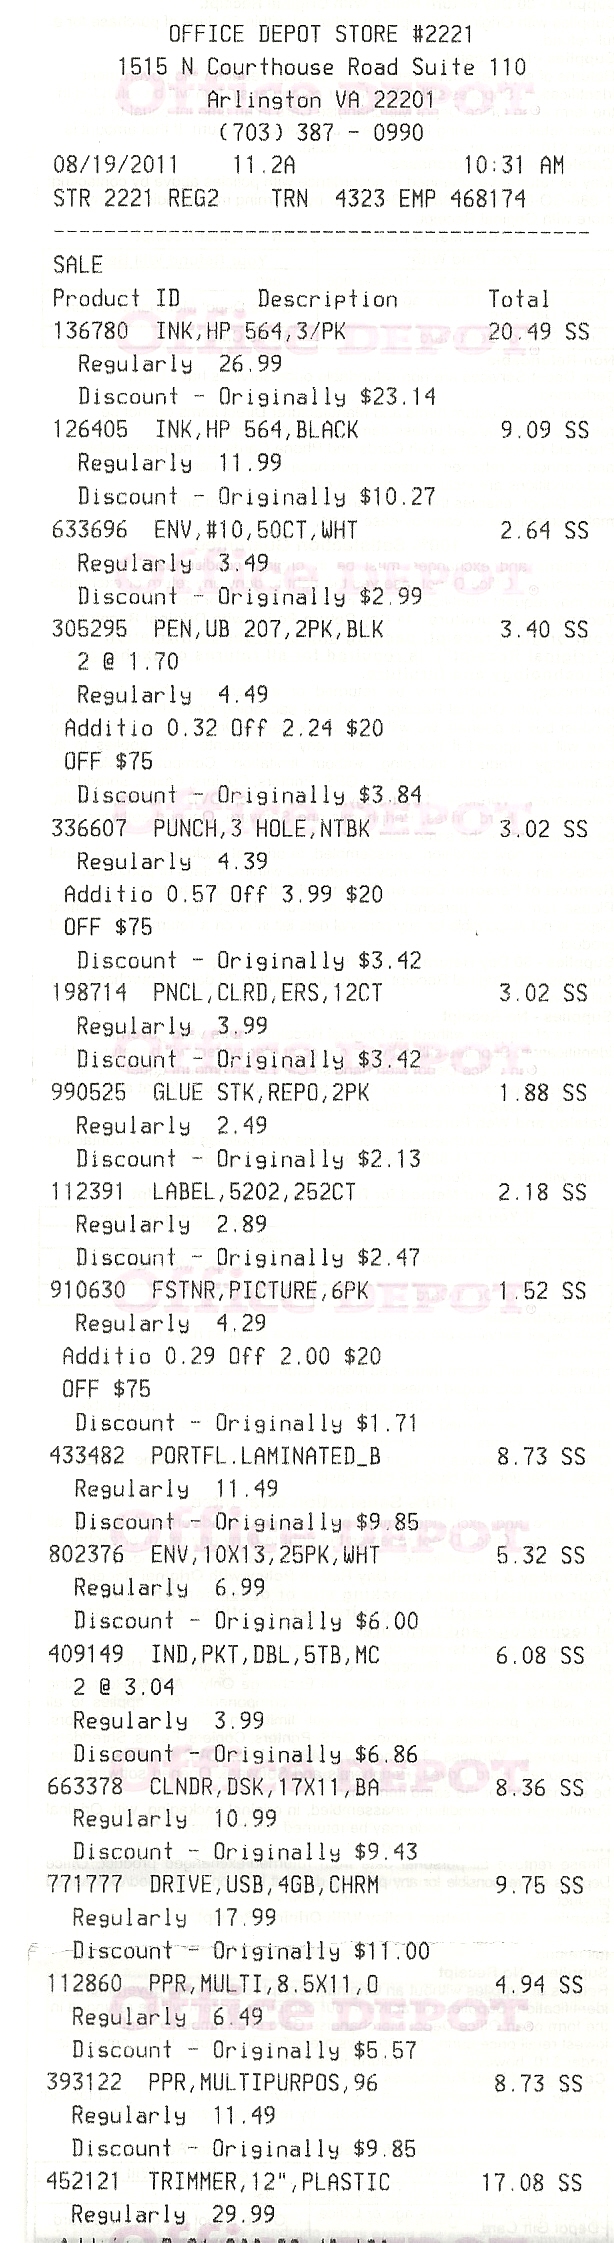 OFFICE DEPOT STORE #2221
1515 N Courthouse Road Suite 110
Arlington VA 22201
(703) 387 - 0990
08/19/2011 11.2A 10:31 AM
STR 2221 REG2 TRN 4323 EMP 468174
------------------------------------------
SALE
Product ID Description Total
136780 INK,HP 564,3/PK 20.49 SS
Regularly 26.99
Discount - Originally $23.14
126405 INK,HP 564,BLACK 9.09 SS
Regularly 11.99
Discount - Originally $10.27
633696 ENV,#10,50CT,WHT 2.64 SS
Regularly 3.49
Discount - Originally $2.99
305295 PEN,UB 207,2PK,BLK 3.40 SS
2 @ 1.70
Regularly 4.49
Additio 0.32 Off 2.24 $20
OFF $75
Discount - Originally $3.84
336607 PUNCH,3 HOLE,NTBK 3.02 SS
Regularly 4.39
Additio 0.57 Off 3.99 $20
OFF $75
Discount - Originally $3.42
198714 PNCL,CLRD,ERS,12CT 3.02 SS
Regularly 3.99
Discount - Originally $3.42
990525 GLUE STK,REPO,2PK 1.88 SS
Regularly 2.49
Discount - Originally $2.13
112391 LABEL,5202,252CT 2.18 SS
Regularly 2.89
Discount - Originally $2.47
910630 FSTNR,PICTURE,6PK 1.52 SS
Regularly 4.29
Additio 0.29 Off 2.00 $20
OFF $75
Discount - Originally $1.71
433482 PORTFL.LAMINATED_B 8.73 SS
Regularly 11.49
Discount - Originally $9.85
802376 ENV,10X13,25PK,WHT 5.32 SS
Regularly 6.99
Discount - Originally $6.00
409149 IND,PKT,DBL,5TB,MC 6.08 SS
2 @ 3.04
Regularly 3.99
Discount - Originally $6.86
663378 CLNDR,DSK,17X11,BA 8.36 SS
Regularly 10.99
Discount - Originally $9.43
771777 DRIVE,USB,4GB,CHRM 9.75 SS
Regularly 17.99
Discount - Originally $11.00
112860 PPR,MULTI,8.5X11,O 4.94 SS
Regularly 6.49
Discount - Originally $5.57
393122 PPR,MULTIPURPOS,96 8.73 SS
Regularly 11.49
Discount - Originally $9.85
452121 TRIMMER,12",PLASTIC 17.08 SS
Regularly 29.99